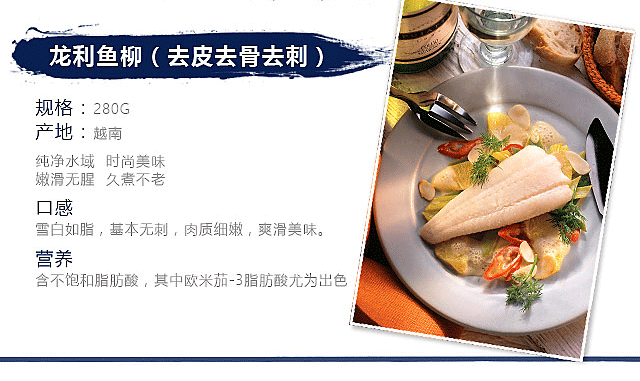 龙利鱼柳（去皮去骨去刺）
规格：280G
产地：越南
纯净水域 时尚美味
嫩滑无腥 久煮不老
口感
雪白如脂，基本无刺，肉质细嫩，爽滑美味。
营养
含不饱和脂肪酸，其中欧米茄-3脂肪酸尤为出色